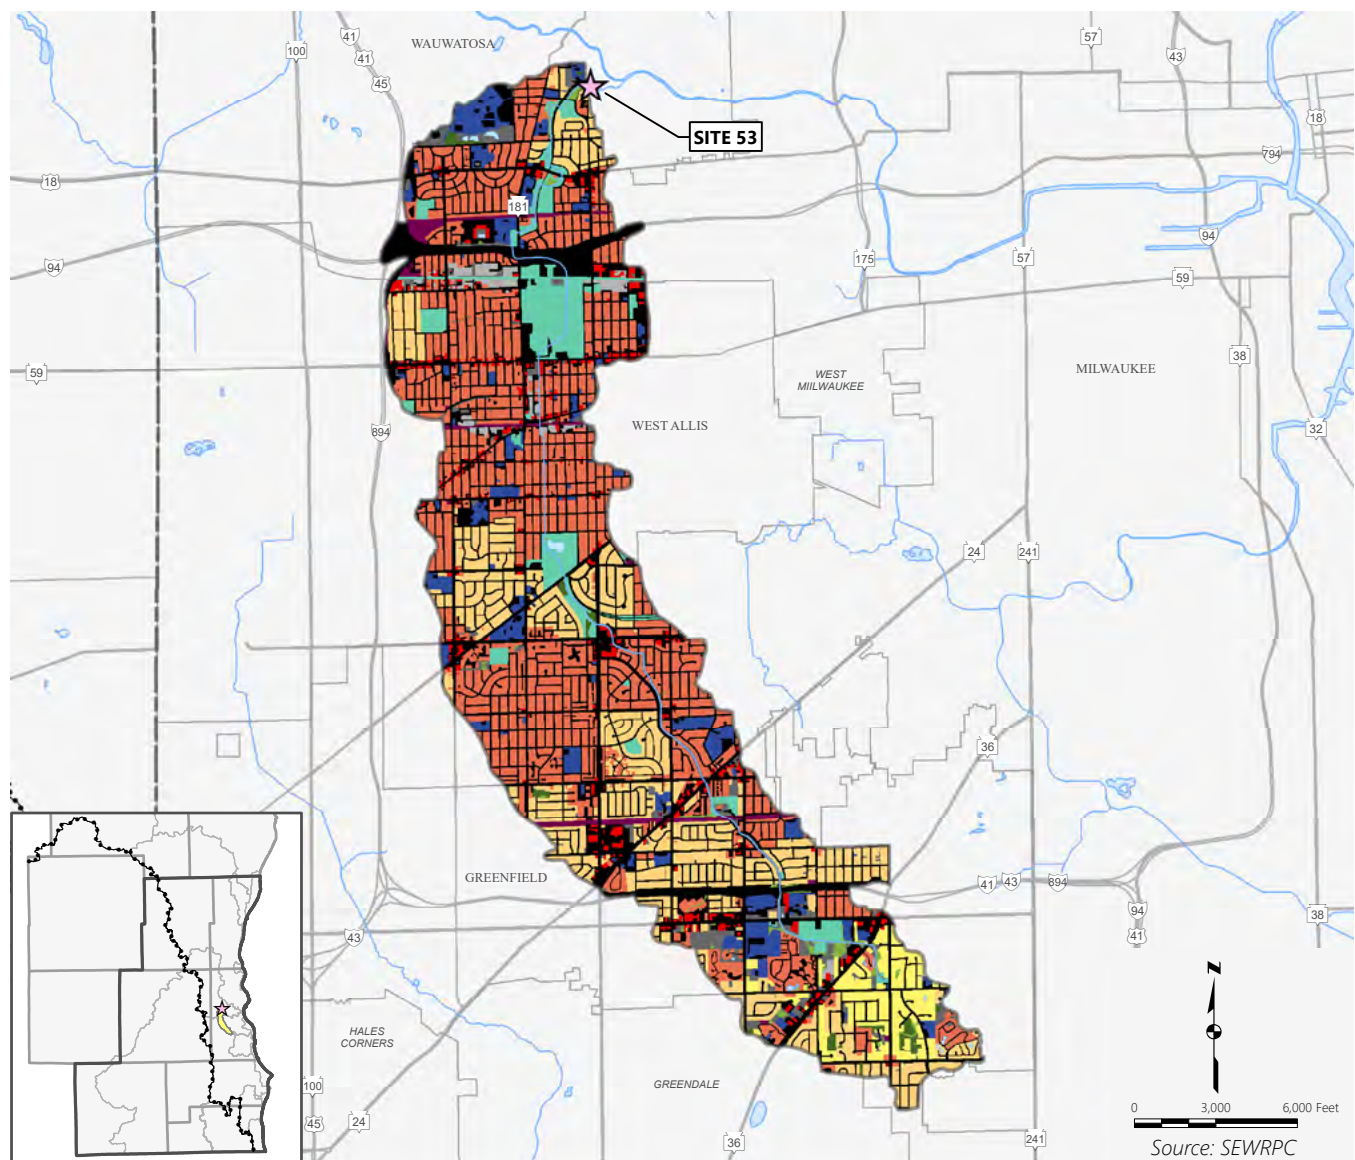 WAUWATOSA
57
41
100
41
43
45
SITE 53
18
794
18
181
94
94
175
57
59
38
59
WEST
MILWAUKEE
MILWAUKEE
WEST ALLIS
894
32
24
241
36
GREENFIELD
41
43
894
94
38
43
41
N
HALES
CORNERS
GREENDALE
100
45
24
36
241
0
3,000
6,000 Feet
Source: SEWRPC